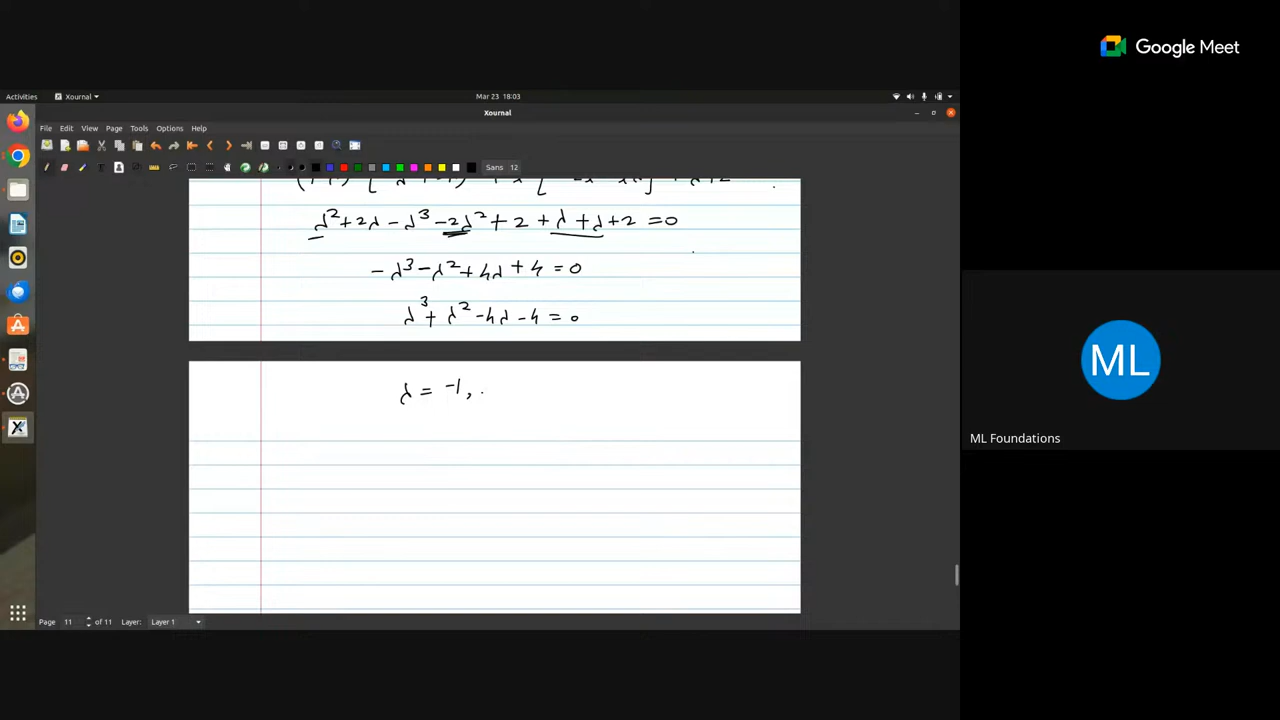 Google Meet
Activities Xournal Mar 23 18:03
Xournal
File Edit View Page Tools Options Help
Sans 12
λ² + 2λ - λ³ - 2λ² + 2 + λ + λ + 2 = 0
- λ³ - λ² + 4λ + 4 = 0
λ³ + λ² - 4λ - 4 = 0
λ = -1, .
ML
ML Foundations
Page 11 of 11 Layer: Layer 1